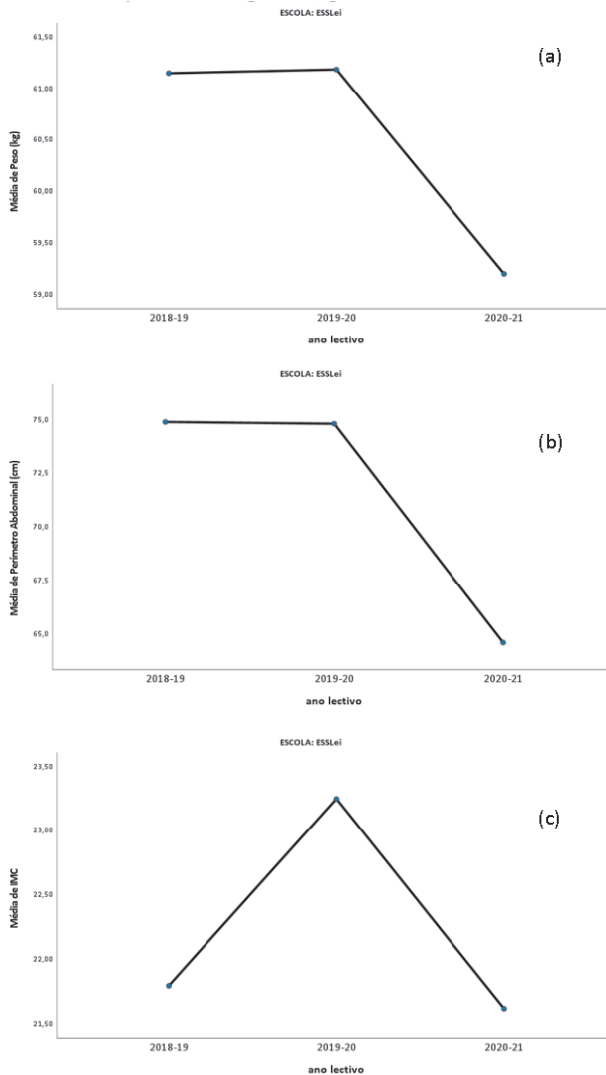 ESCOLA: ESSLei
(a)
Média de Peso (kg)
61,50
61,00
60,50
60,00
59,50
59,00
2018-19 2019-20 2020-21
ano lectivo
ESCOLA: ESSLei
(b)
Média de Perímetro Abdominal (cm)
75,0
72,5
70,0
67,5
65,0
2018-19 2019-20 2020-21
ano lectivo
ESCOLA: ESSLei
(c)
Média de IMC
23,50
23,00
22,50
22,00
21,50
2018-19 2019-20 2020-21
ano lectivo